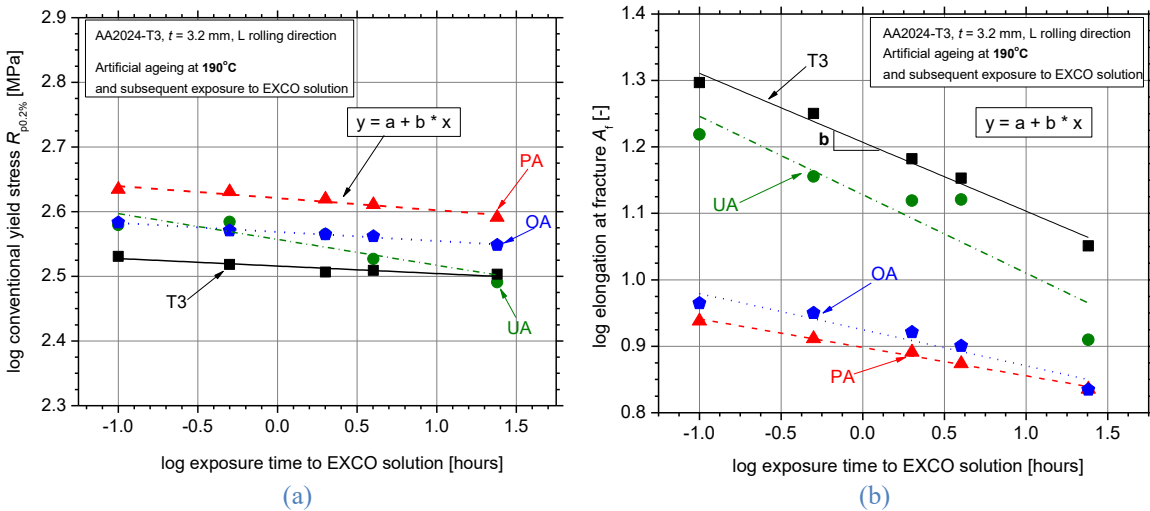 2.9
2.8
2.7
2.6
2.5
2.4
2.3
log conventional yield stress Rp0.2% [MPa]
AA2024-T3, t = 3.2 mm, L rolling direction
Artificial ageing at 190°C
and subsequent exposure to EXCO solution
y = a + b * x
PA
OA
T3
UA
-1.0 -0.5 0.0 0.5 1.0 1.5
log exposure time to EXCO solution [hours]
(a)
1.4
1.3
1.2
1.1
1.0
0.9
0.8
log elongation at fracture Af [-]
AA2024-T3, t = 3.2 mm, L rolling direction
Artificial ageing at 190°C
and subsequent exposure to EXCO solution
T3
y = a + b * x
b
UA
OA
PA
-1.0 -0.5 0.0 0.5 1.0 1.5
log exposure time to EXCO solution [hours]
(b)